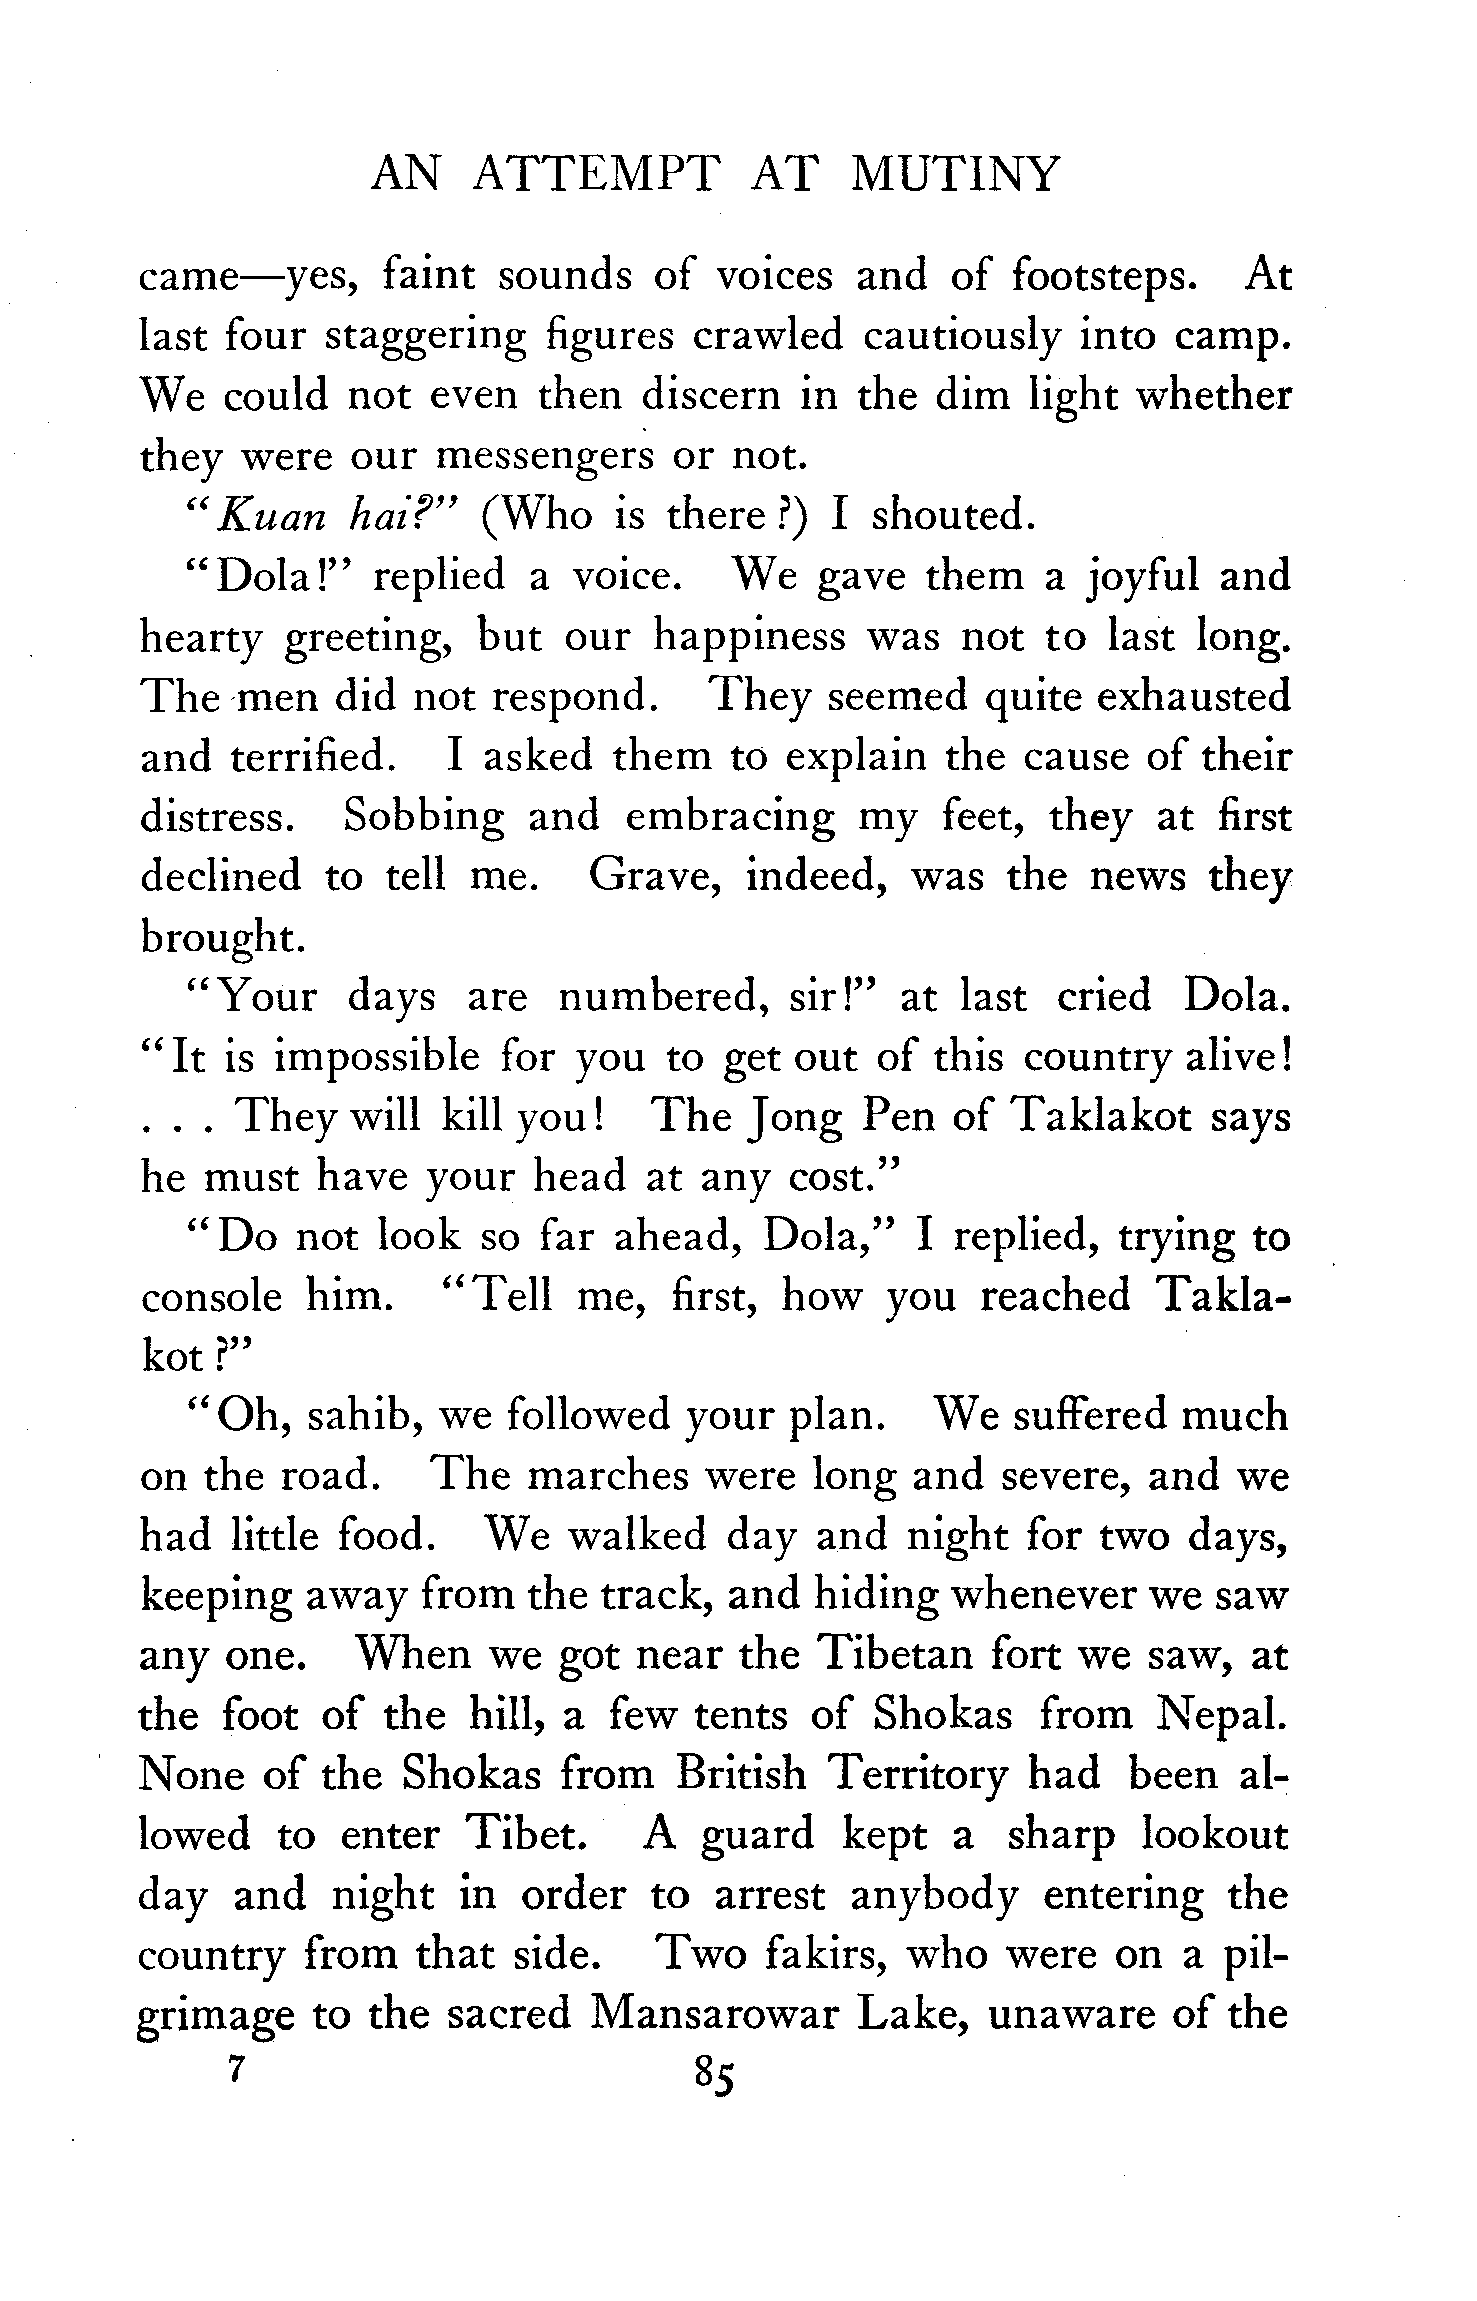 AN ATTEMPT AT MUTINY
came—yes, faint sounds of voices and of footsteps. At
last four staggering figures crawled cautiously into camp.
We could not even then discern in the dim light whether
they were our messengers or not.
"Kuan hai?" (Who is there?) I shouted.
"Dola!" replied a voice. We gave them a joyful and
hearty greeting, but our happiness was not to last long.
The men did not respond. They seemed quite exhausted
and terrified. I asked them to explain the cause of their
distress. Sobbing and embracing my feet, they at first
declined to tell me. Grave, indeed, was the news they
brought.
"Your days are numbered, sir!" at last cried Dola.
"It is impossible for you to get out of this country alive!
. . . They will kill you! The Jong Pen of Taklakot says
he must have your head at any cost."
"Do not look so far ahead, Dola," I replied, trying to
console him. "Tell me, first, how you reached Takla-
kot?"
"Oh, sahib, we followed your plan. We suffered much
on the road. The marches were long and severe, and we
had little food. We walked day and night for two days,
keeping away from the track, and hiding whenever we saw
any one. When we got near the Tibetan fort we saw, at
the foot of the hill, a few tents of Shokas from Nepal.
None of the Shokas from British Territory had been al-
lowed to enter Tibet. A guard kept a sharp lookout
day and night in order to arrest anybody entering the
country from that side. Two fakirs, who were on a pil-
grimage to the sacred Mansarowar Lake, unaware of the
7 85